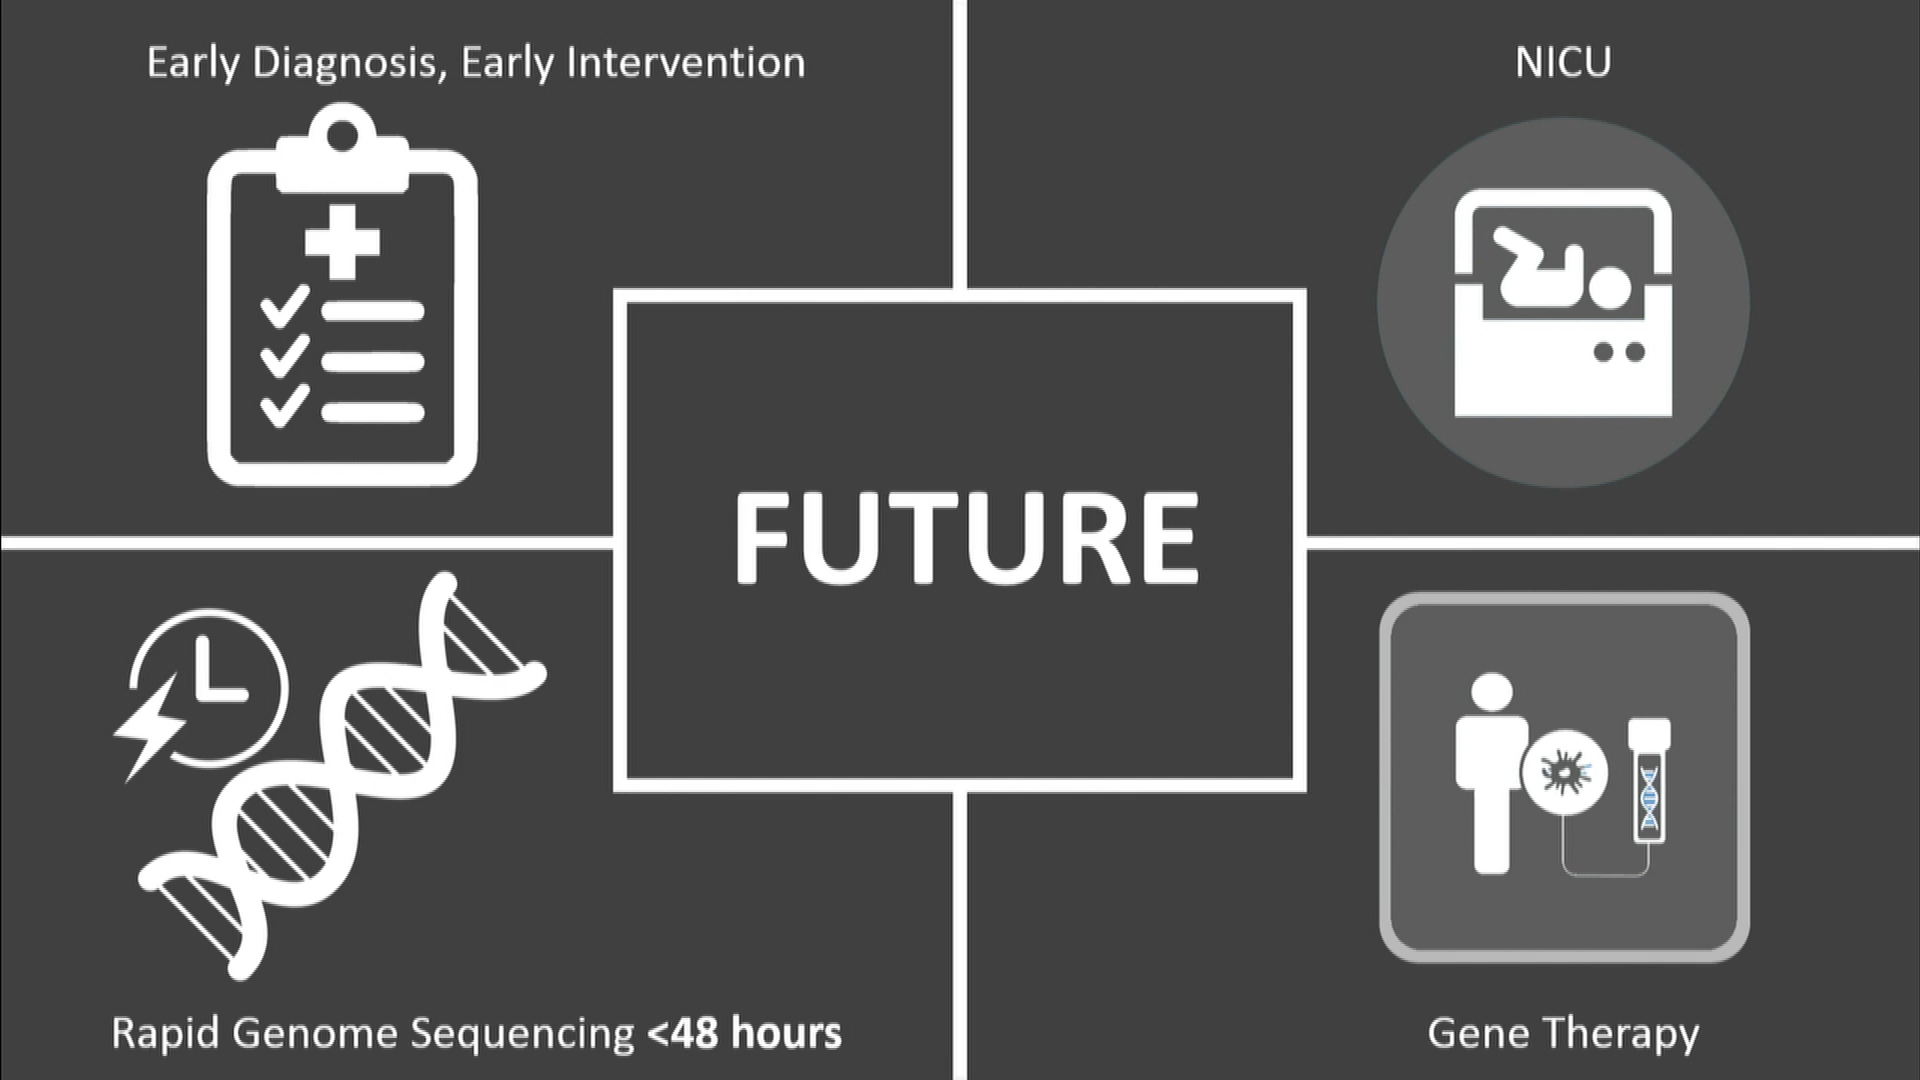 Early Diagnosis, Early Intervention
NICU
FUTURE
Rapid Genome Sequencing <48 hours
Gene Therapy